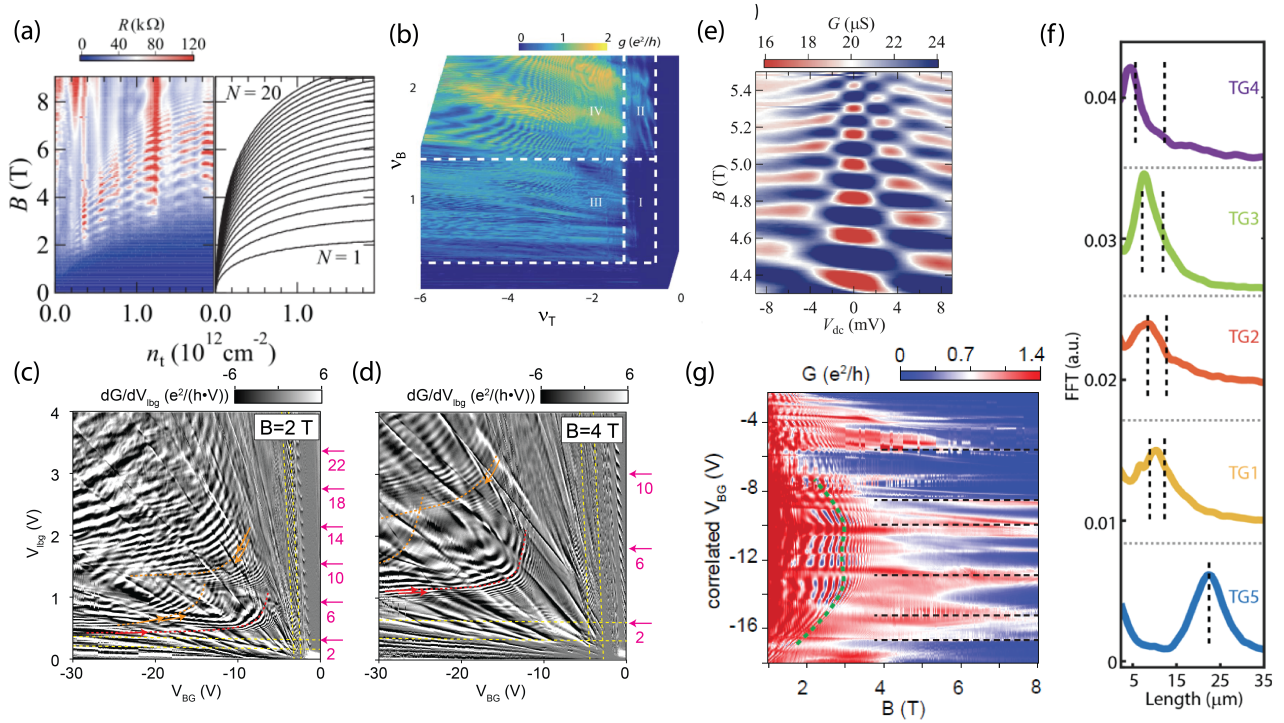 (a)
R (kΩ)
0 40 80 120
B (T)
8
6
4
2
0
N = 20
N = 1
0.0 1.0 0 1.0
n_t (10^12 cm^-2)
(b)
0 1 2 g (e^2/h)
ν_B
2
1
IV II
III I
-6 -4 -2 0
ν_T
)
(e)
G (μS)
16 18 20 22 24
B (T)
5.4
5.2
5.0
4.8
4.6
4.4
-8 -4 0 4 8
V_dc (mV)
(f)
FFT (a.u.)
0.04
0.03
0.02
0.01
0
TG4
TG3
TG2
TG1
TG5
5 15 25 35
Length (μm)
(c)
-6 6
dG/dV_lbg (e^2/(h•V))
B=2 T
V_lbg (V)
4
3
2
1
0
22
18
14
10
6
2
-30 -20 -10 0
V_BG (V)
(d)
-6 6
dG/dV_lbg (e^2/(h•V))
B=4 T
10
6
2
-30 -20 -10 0
V_BG (V)
(g)
G (e^2/h)
0 0.7 1.4
correlated V_BG (V)
-4
-8
-12
-16
2 4 6 8
B (T)